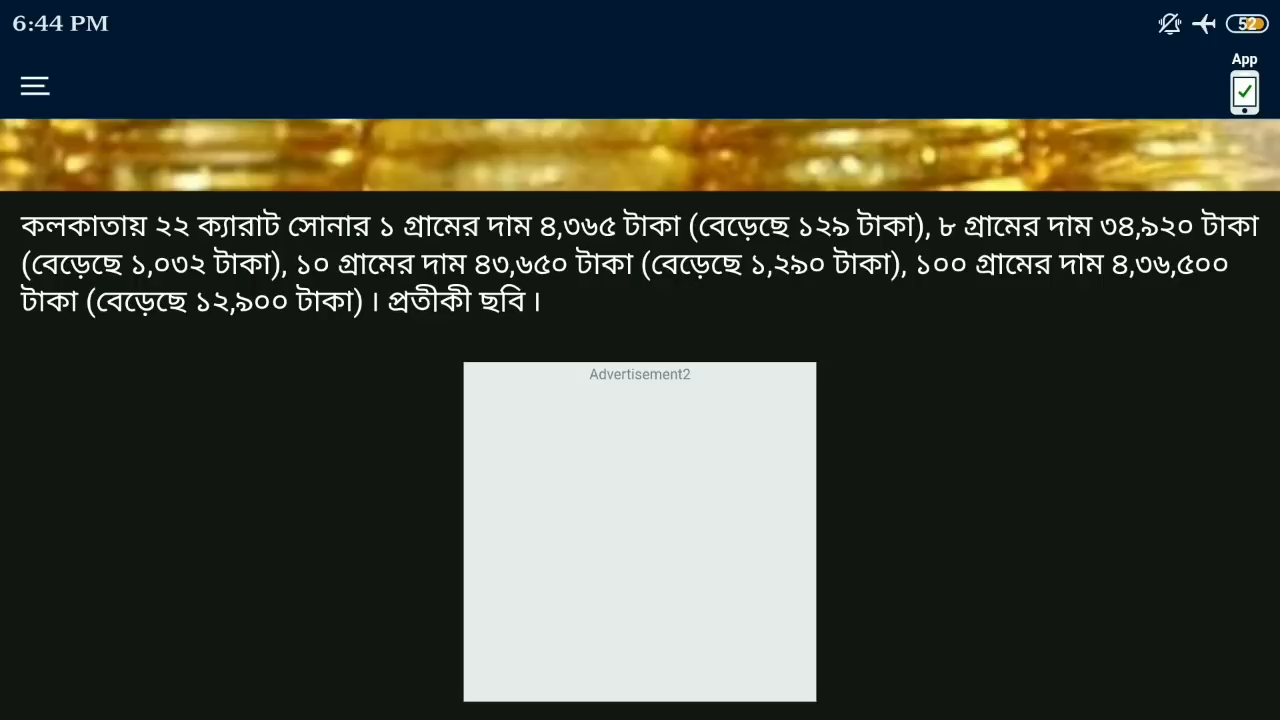 6:44 PM
52
App
কলকাতায় ২২ ক্যারাট সোনার ১ গ্রামের দাম ৪,৩৬৫ টাকা (বেড়েছে ১২৯ টাকা), ৮ গ্রামের দাম ৩৪,৯২০ টাকা
(বেড়েছে ১,০৩২ টাকা), ১০ গ্রামের দাম ৪৩,৬৫০ টাকা (বেড়েছে ১,২৯০ টাকা), ১০০ গ্রামের দাম ৪,৩৬,৫০০
টাকা (বেড়েছে ১২,৯০০ টাকা) । প্রতীকী ছবি ।
Advertisement2